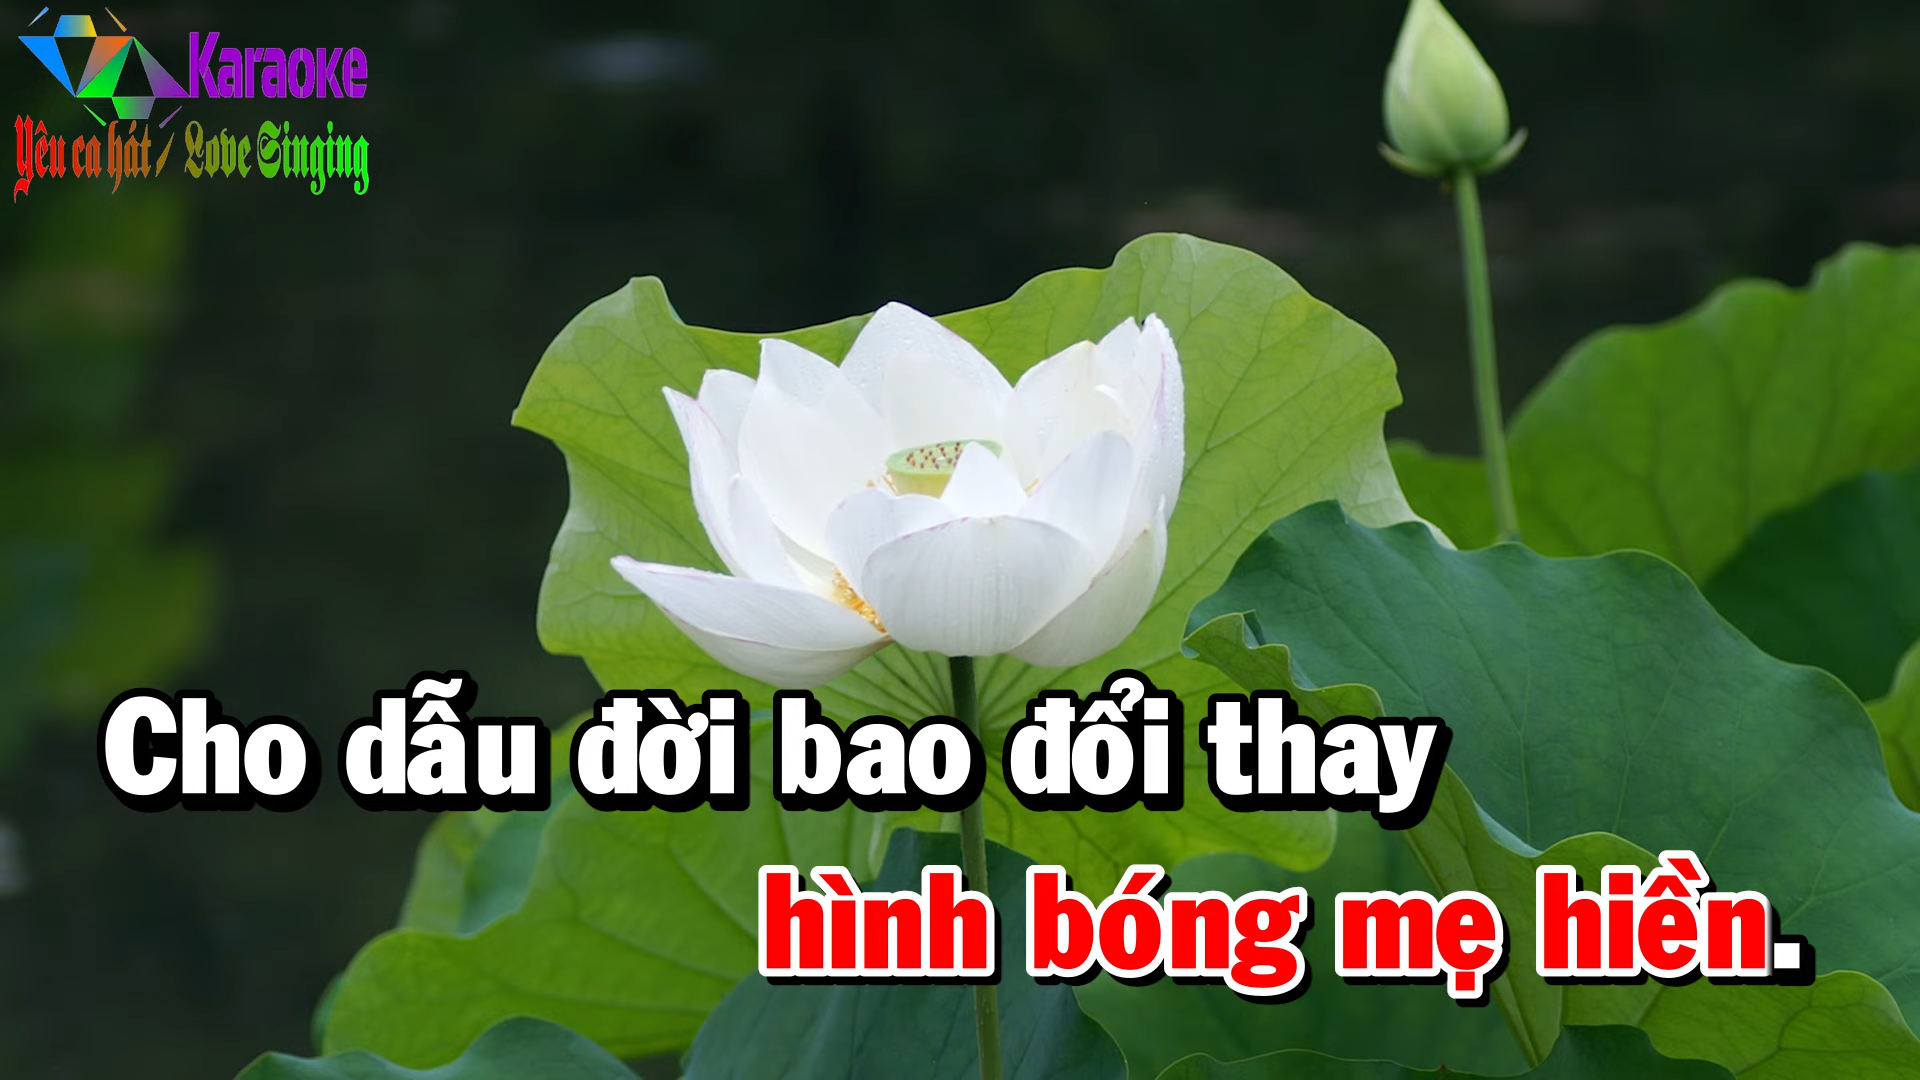 Karaoke
Yêu ca hát / Love Singing
Cho dẫu đời bao đổi thay
hình bóng mẹ hiền.